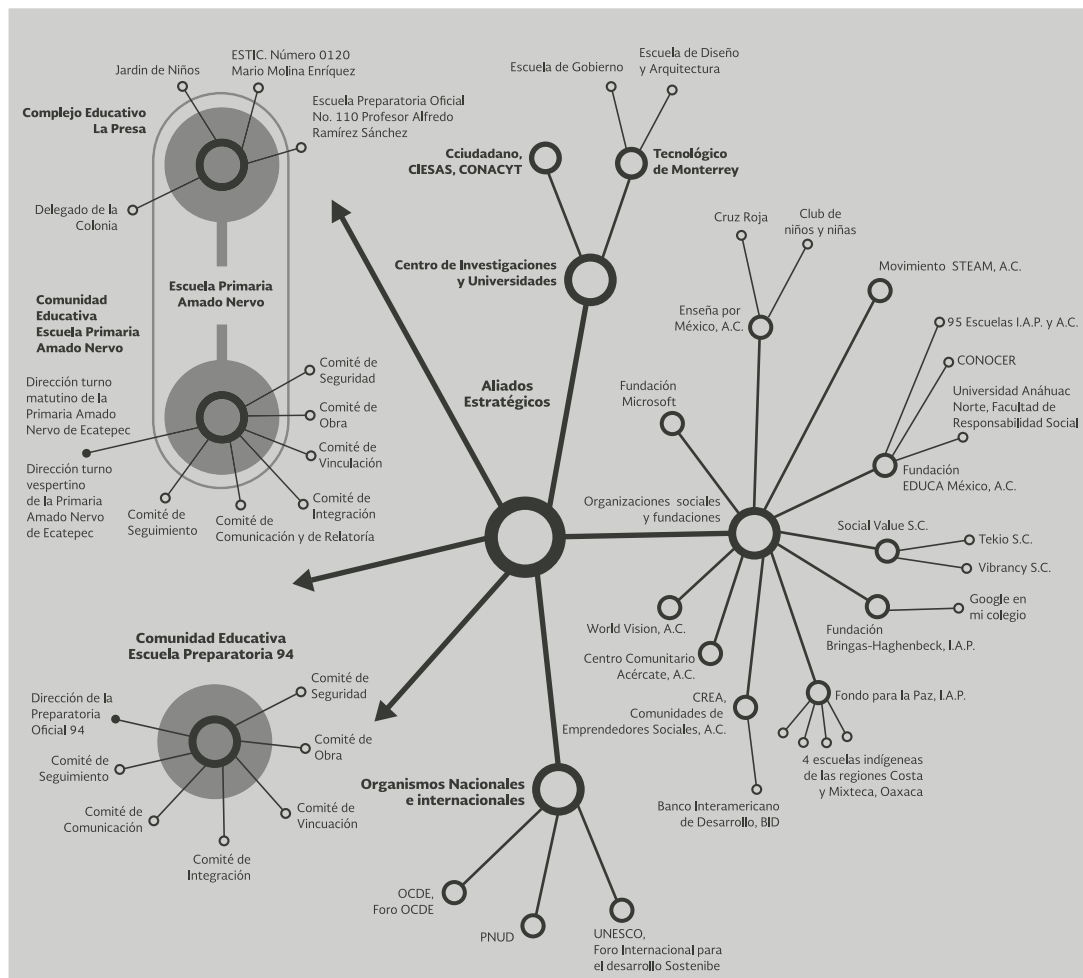 Jardin de Niños
ESTIC. Número 0120
Mario Molina Enríquez
Complejo Educativo
La Presa
Escuela Preparatoria Oficial
No. 110 Profesor Alfredo
Ramírez Sánchez
Delegado de la
Colonia
Escuela Primaria
Amado Nervo
Comunidad
Educativa
Escuela Primaria
Amado Nervo
Comité de
Seguridad
Dirección turno
matutino de la
Primaria Amado
Nervo de Ecatepec
Comité de
Obra
Comité de
Vinculación
Dirección turno
vespertino
de la Primaria
Amado Nervo
de Ecatepec
Comité de
Integración
Comité de
Seguimiento
Comité de
Comunicación y de Relatoría
Comunidad Educativa
Escuela Preparatoria 94
Comité de
Seguridad
Dirección de la
Preparatoria
Oficial 94
Comité de
Obra
Comité de
Seguimiento
Comité de
Comunicación
Comité de
Vincuación
Comité de
Integración
Escuela de Gobierno
Escuela de Diseño
y Arquitectura
Cciudadano,
CIESAS, CONACYT
Tecnológico
de Monterrey
Centro de Investigaciones
y Universidades
Aliados
Estratégicos
Cruz Roja
Club de
niños y niñas
Enseña por
México, A.C.
Movimiento STEAM, A.C.
95 Escuelas I.A.P. y A.C.
CONOCER
Universidad Anáhuac
Norte, Facultad de
Responsabilidad Social
Fundación
EDUCA México, A.C.
Fundación
Microsoft
Organizaciones sociales
y fundaciones
Social Value S.C.
Tekio S.C.
Vibrancy S.C.
Google en
mi colegio
Fundación
Bringas-Haghenbeck, I.A.P.
World Vision, A.C.
Centro Comunitario
Acércate, A.C.
CREA,
Comunidades de
Emprendedores Sociales, A.C.
Fondo para la Paz, I.A.P.
4 escuelas indígeneas
de las regiones Costa
y Mixteca, Oaxaca
Banco Interamericano
de Desarrollo, BID
Organismos Nacionales
e internacionales
OCDE,
Foro OCDE
PNUD
UNESCO,
Foro Internacional para
el desarrollo Sostenibe